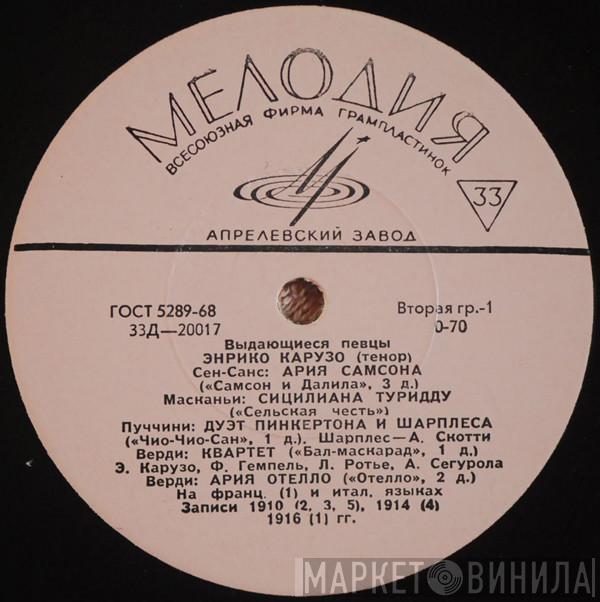 МЕЛОДИЯ
ВСЕСОЮЗНАЯ ФИРМА ГРАМПЛАСТИНОК
33
АПРЕЛЕВСКИЙ ЗАВОД
ГОСТ 5289-68
Вторая гр.-1
33Д—20017
0-70
Выдающиеся певцы
ЭНРИКО КАРУЗО (тенор)
Сен-Санс: АРИЯ САМСОНА
(«Самсон и Далила», 3 д.)
Масканьи: СИЦИЛИАНА ТУРИДДУ
(«Сельская честь»)
Пуччини: ДУЭТ ПИНКЕРТОНА И ШАРПЛЕСА
(«Чио-Чио-Сан», 1 д.). Шарплес—А. Скотти
Верди: КВАРТЕТ («Бал-маскарад», 1 д.)
Э. Карузо, Ф. Гемпель, Л. Ротье, А. Сегурола
Верди: АРИЯ ОТЕЛЛО («Отелло», 2 д.)
На франц. (1) и итал. языках
Записи 1910 (2, 3, 5), 1914 (4)
1916 (1) гг.
МАРКЕТ ВИНИЛА